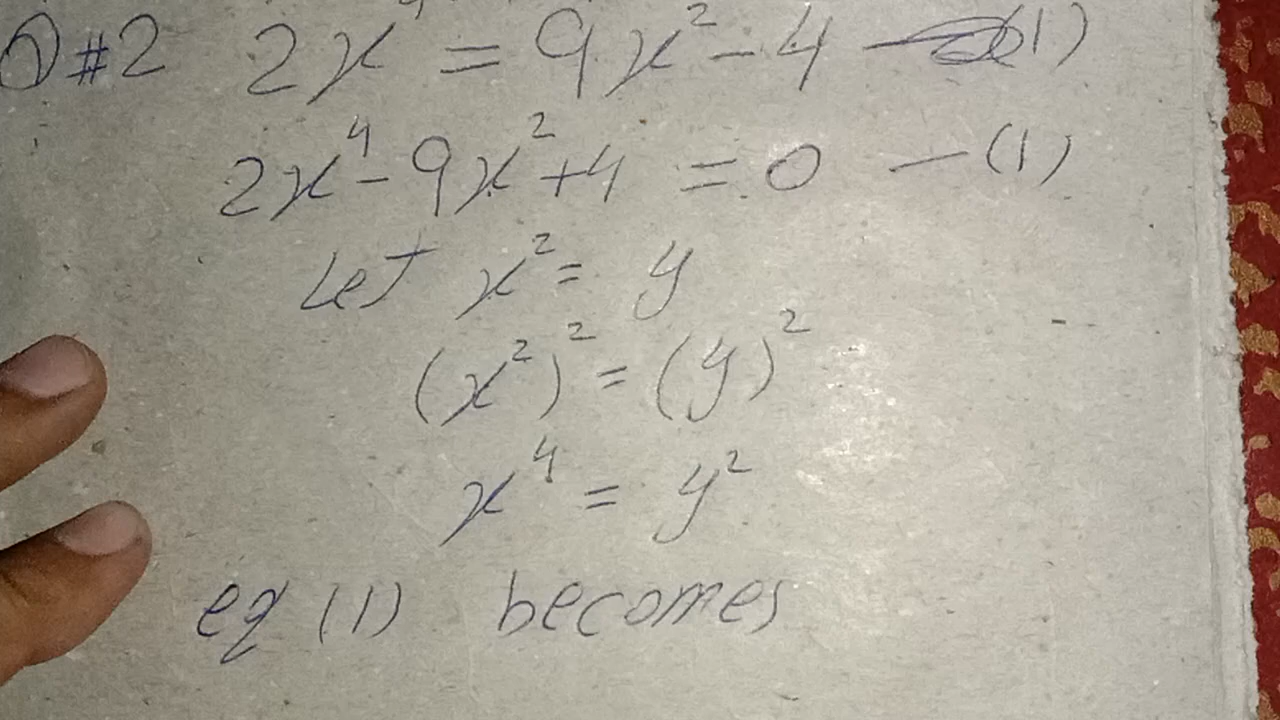 Q#2 2x⁴ = 9x² - 4 — (1)
2x⁴ - 9x² + 4 = 0 — (1)
Let x² = y
(x²)² = (y)²
x⁴ = y²
eq (1) becomes